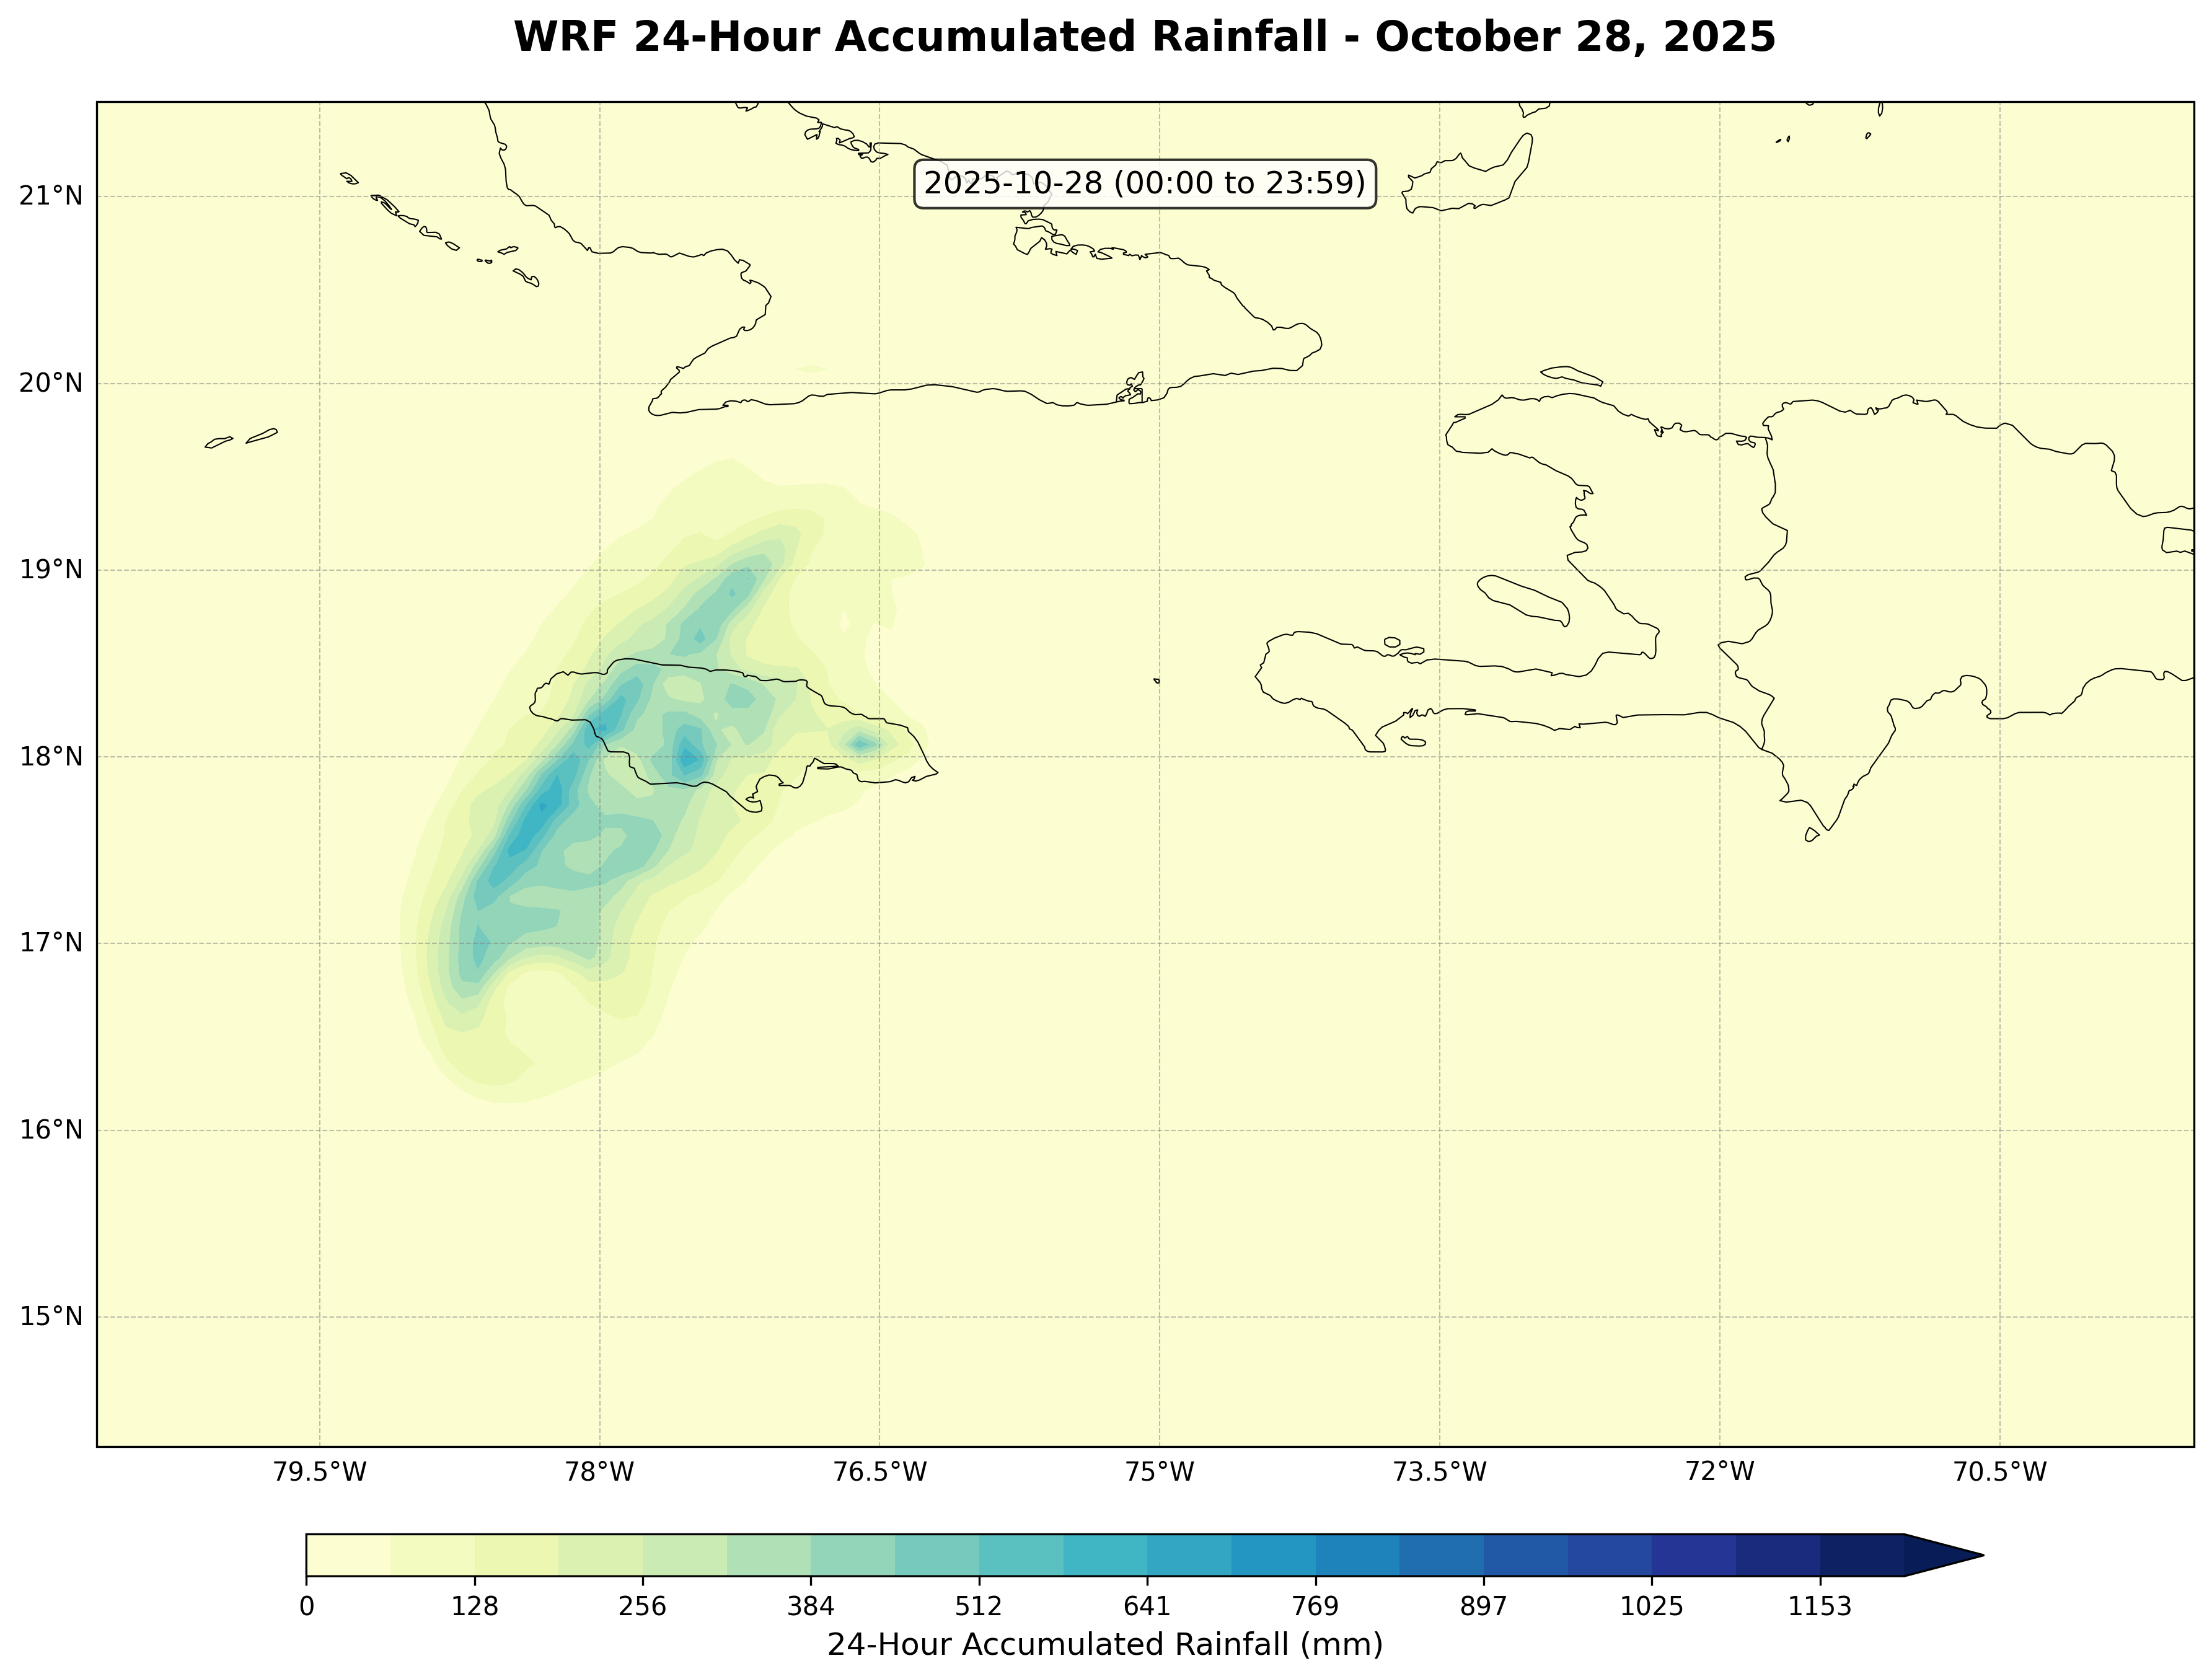 WRF 24-Hour Accumulated Rainfall - October 28, 2025
2025-10-28 (00:00 to 23:59)
21°N
20°N
19°N
18°N
17°N
16°N
15°N
79.5°W 78°W 76.5°W 75°W 73.5°W 72°W 70.5°W
0 128 256 384 512 641 769 897 1025 1153
24-Hour Accumulated Rainfall (mm)